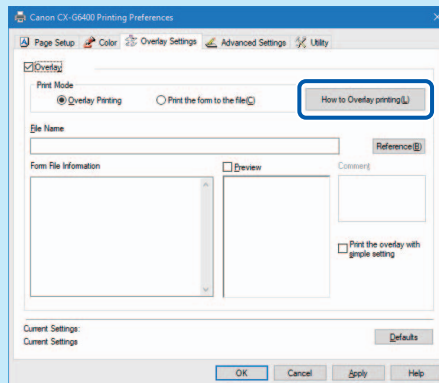 Canon CX-G6400 Printing Preferences
Page Setup Color Overlay Settings Advanced Settings Utility
Overlay
Print Mode
Overlay Printing Print the form to the file(C) How to Overlay printing(L)
File Name
Reference(B)
Form File Information Preview Comment
Print the overlay with
simple setting
Current Settings:
Current Settings
Defaults
OK Cancel Apply Help